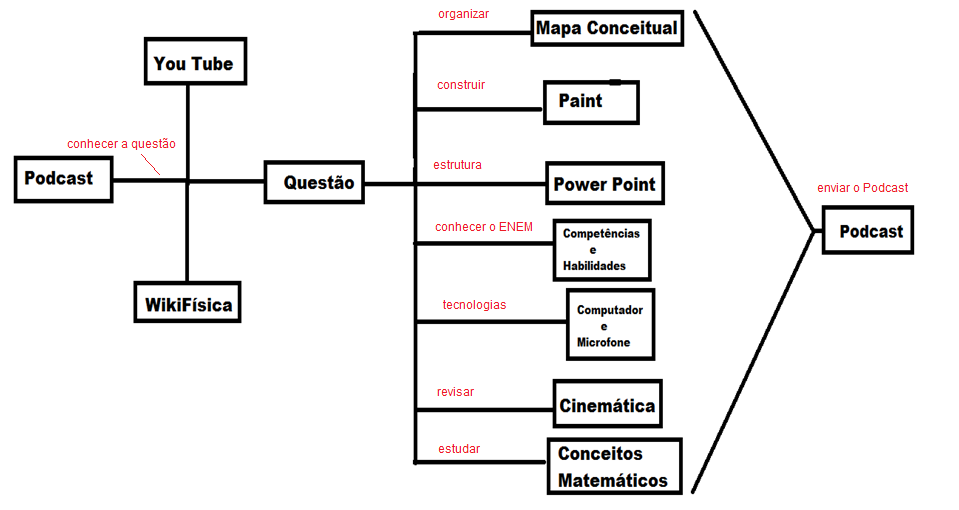 You Tube
conhecer a questão
Podcast
Questão
WikiFísica
organizar
Mapa Conceitual
construir
Paint
estrutura
Power Point
conhecer o ENEM
Competências
e
Habilidades
tecnologias
Computador
e
Microfone
revisar
Cinemática
estudar
Conceitos
Matemáticos
enviar o Podcast
Podcast